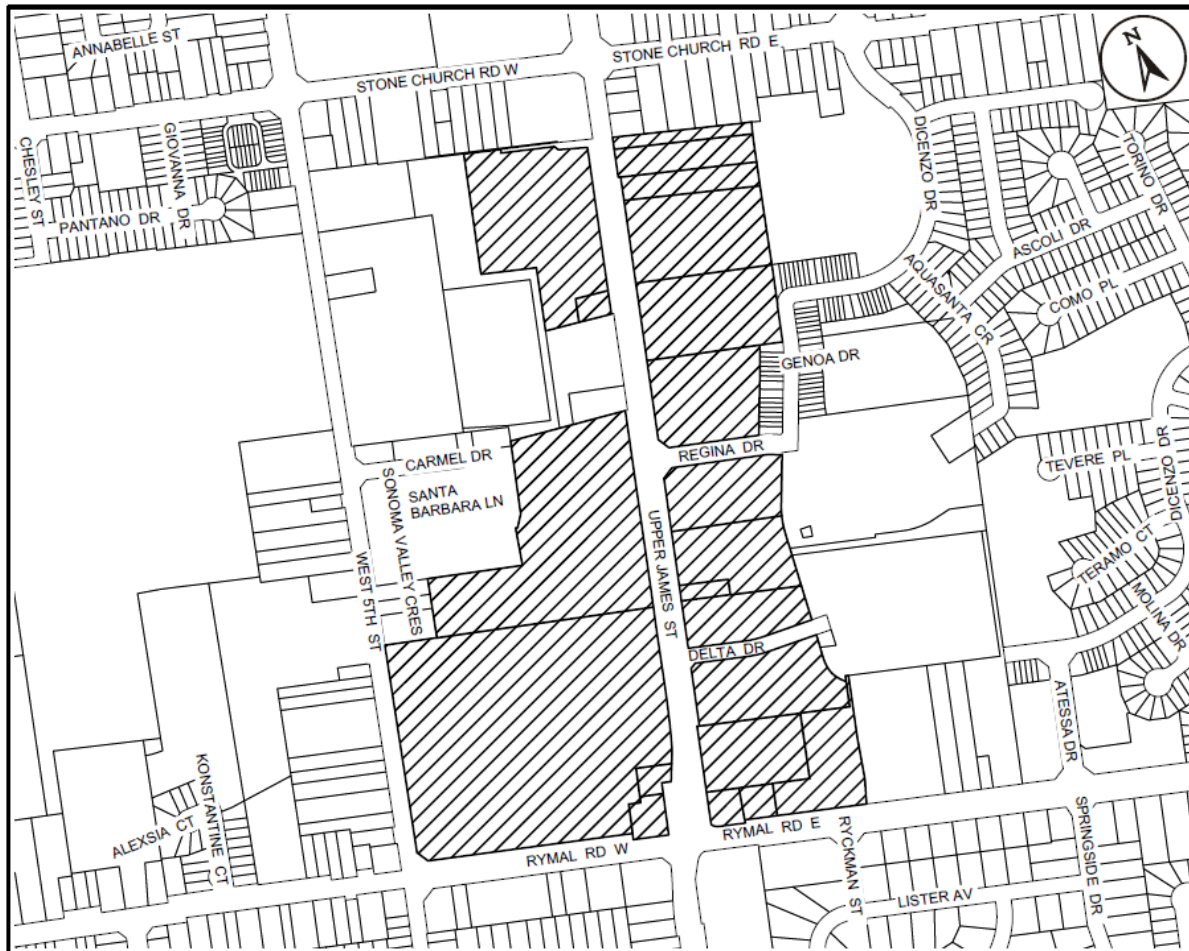 ANNABELLE ST
STONE CHURCH RD E
N
STONE CHURCH RD W
CHESLEY ST
GIOVANNA DR
DICENZO DR
TORINO DR
PANTANO DR
ASCOLI DR
AQUASANTA CR
COMO PL
GENOA DR
REGINA DR
CARMEL DR
SONOMA VALLEY CRES
SANTA
BARBARA LN
TEVERE PL
DICENZO DR
UPPER JAMES ST
WEST 5TH ST
TERAMO CT
MOLINA DR
DELTA DR
ATESSA DR
KONSTANTINE CT
ALEXSIA CT
RYMAL RD W
RYMAL RD E
RYCKMAN ST
SPRINGSIDE DR
LISTER AV